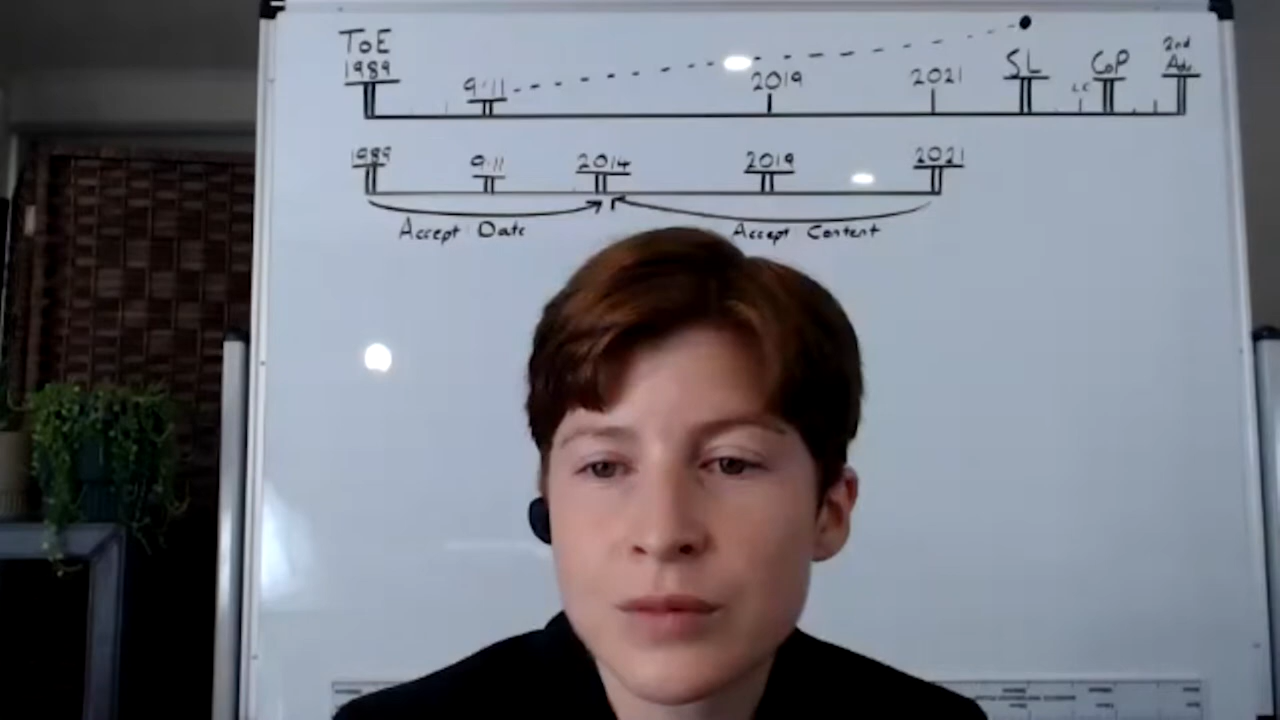 ToE
1989 9·11 2019 2021 SL LC CoP 2nd Adv.
1989 9·11 2014 2019 2021
Accept Date Accept Content